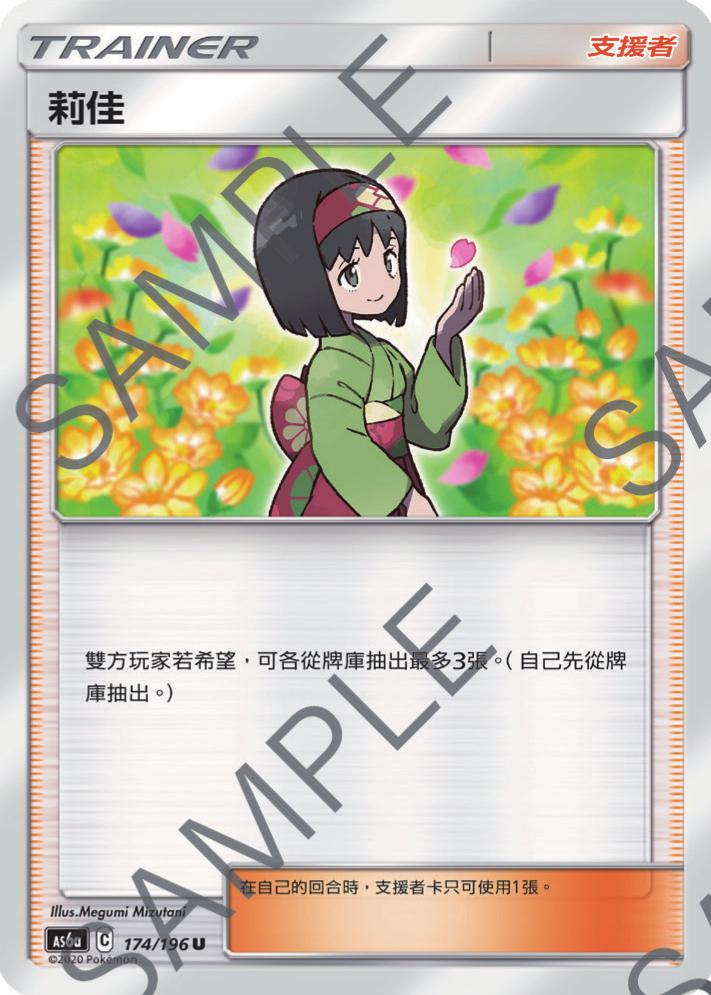 TRAINER
支援者
莉佳
雙方玩家若希望，可各從牌庫抽出最多3張。(自己先從牌
庫抽出。)
在自己的回合時，支援者卡只可使用1張。
Illus.Megumi Mizutani
AS6a C 174/196 U
©2020 Pokémon
SAMPLE
SAMPLE
SA